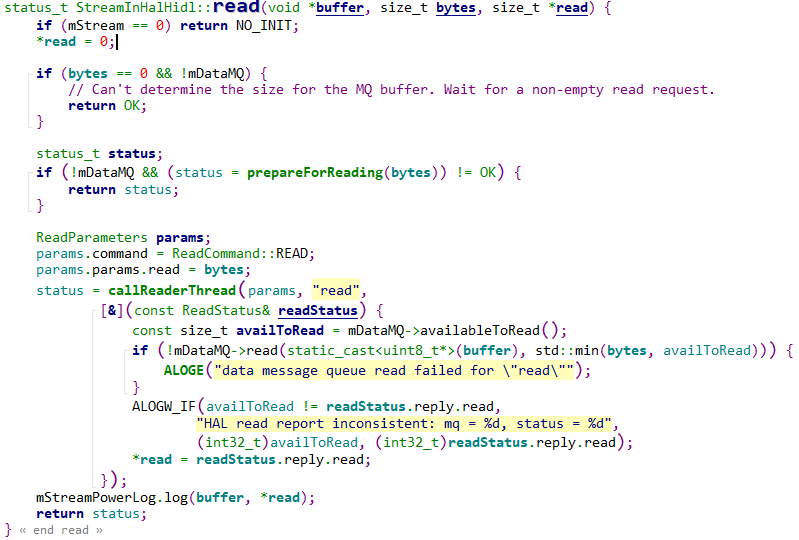 status_t StreamInHalHidl::read(void *buffer, size_t bytes, size_t *read) {
    if (mStream == 0) return NO_INIT;
    *read = 0;
    if (bytes == 0 && !mDataMQ) {
        // Can't determine the size for the MQ buffer. Wait for a non-empty read request.
        return OK;
    }
    status_t status;
    if (!mDataMQ && (status = prepareForReading(bytes)) != OK) {
        return status;
    }
    ReadParameters params;
    params.command = ReadCommand::READ;
    params.params.read = bytes;
    status = callReaderThread(params, "read",
            [&](const ReadStatus& readStatus) {
                const size_t availToRead = mDataMQ->availableToRead();
                if (!mDataMQ->read(static_cast<uint8_t*>(buffer), std::min(bytes, availToRead))) {
                    ALOGE("data message queue read failed for \"read\"");
                }
                ALOGW_IF(availToRead != readStatus.reply.read,
                        "HAL read report inconsistent: mq = %d, status = %d",
                        (int32_t)availToRead, (int32_t)readStatus.reply.read);
                *read = readStatus.reply.read;
            });
    mStreamPowerLog.log(buffer, *read);
    return status;
} « end read »